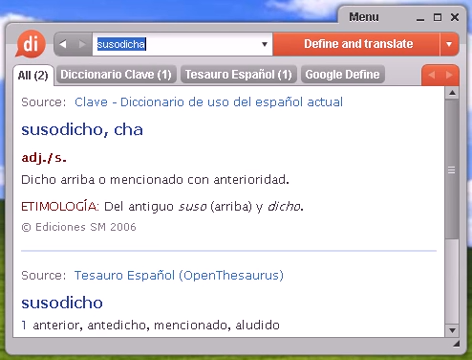 Menu
di
susodicha
Define and translate
All (2)
Diccionario Clave (1)
Tesauro Español (1)
Google Define
Source: Clave - Diccionario de uso del español actual
susodicho, cha
adj./s.
Dicho arriba o mencionado con anterioridad.
ETIMOLOGÍA: Del antiguo suso (arriba) y dicho.
© Ediciones SM 2006
Source: Tesauro Español (OpenThesaurus)
susodicho
1 anterior, antedicho, mencionado, aludido